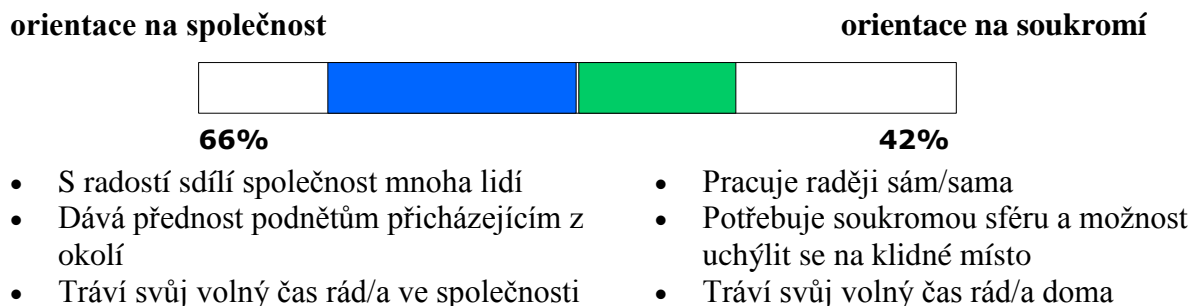 orientace na společnost
orientace na soukromí
66%
42%
• S radostí sdílí společnost mnoha lidí
• Dává přednost podnětům přicházejícím z
okolí
• Tráví svůj volný čas rád/a ve společnosti
• Pracuje raději sám/sama
• Potřebuje soukromou sféru a možnost
uchýlit se na klidné místo
• Tráví svůj volný čas rád/a doma